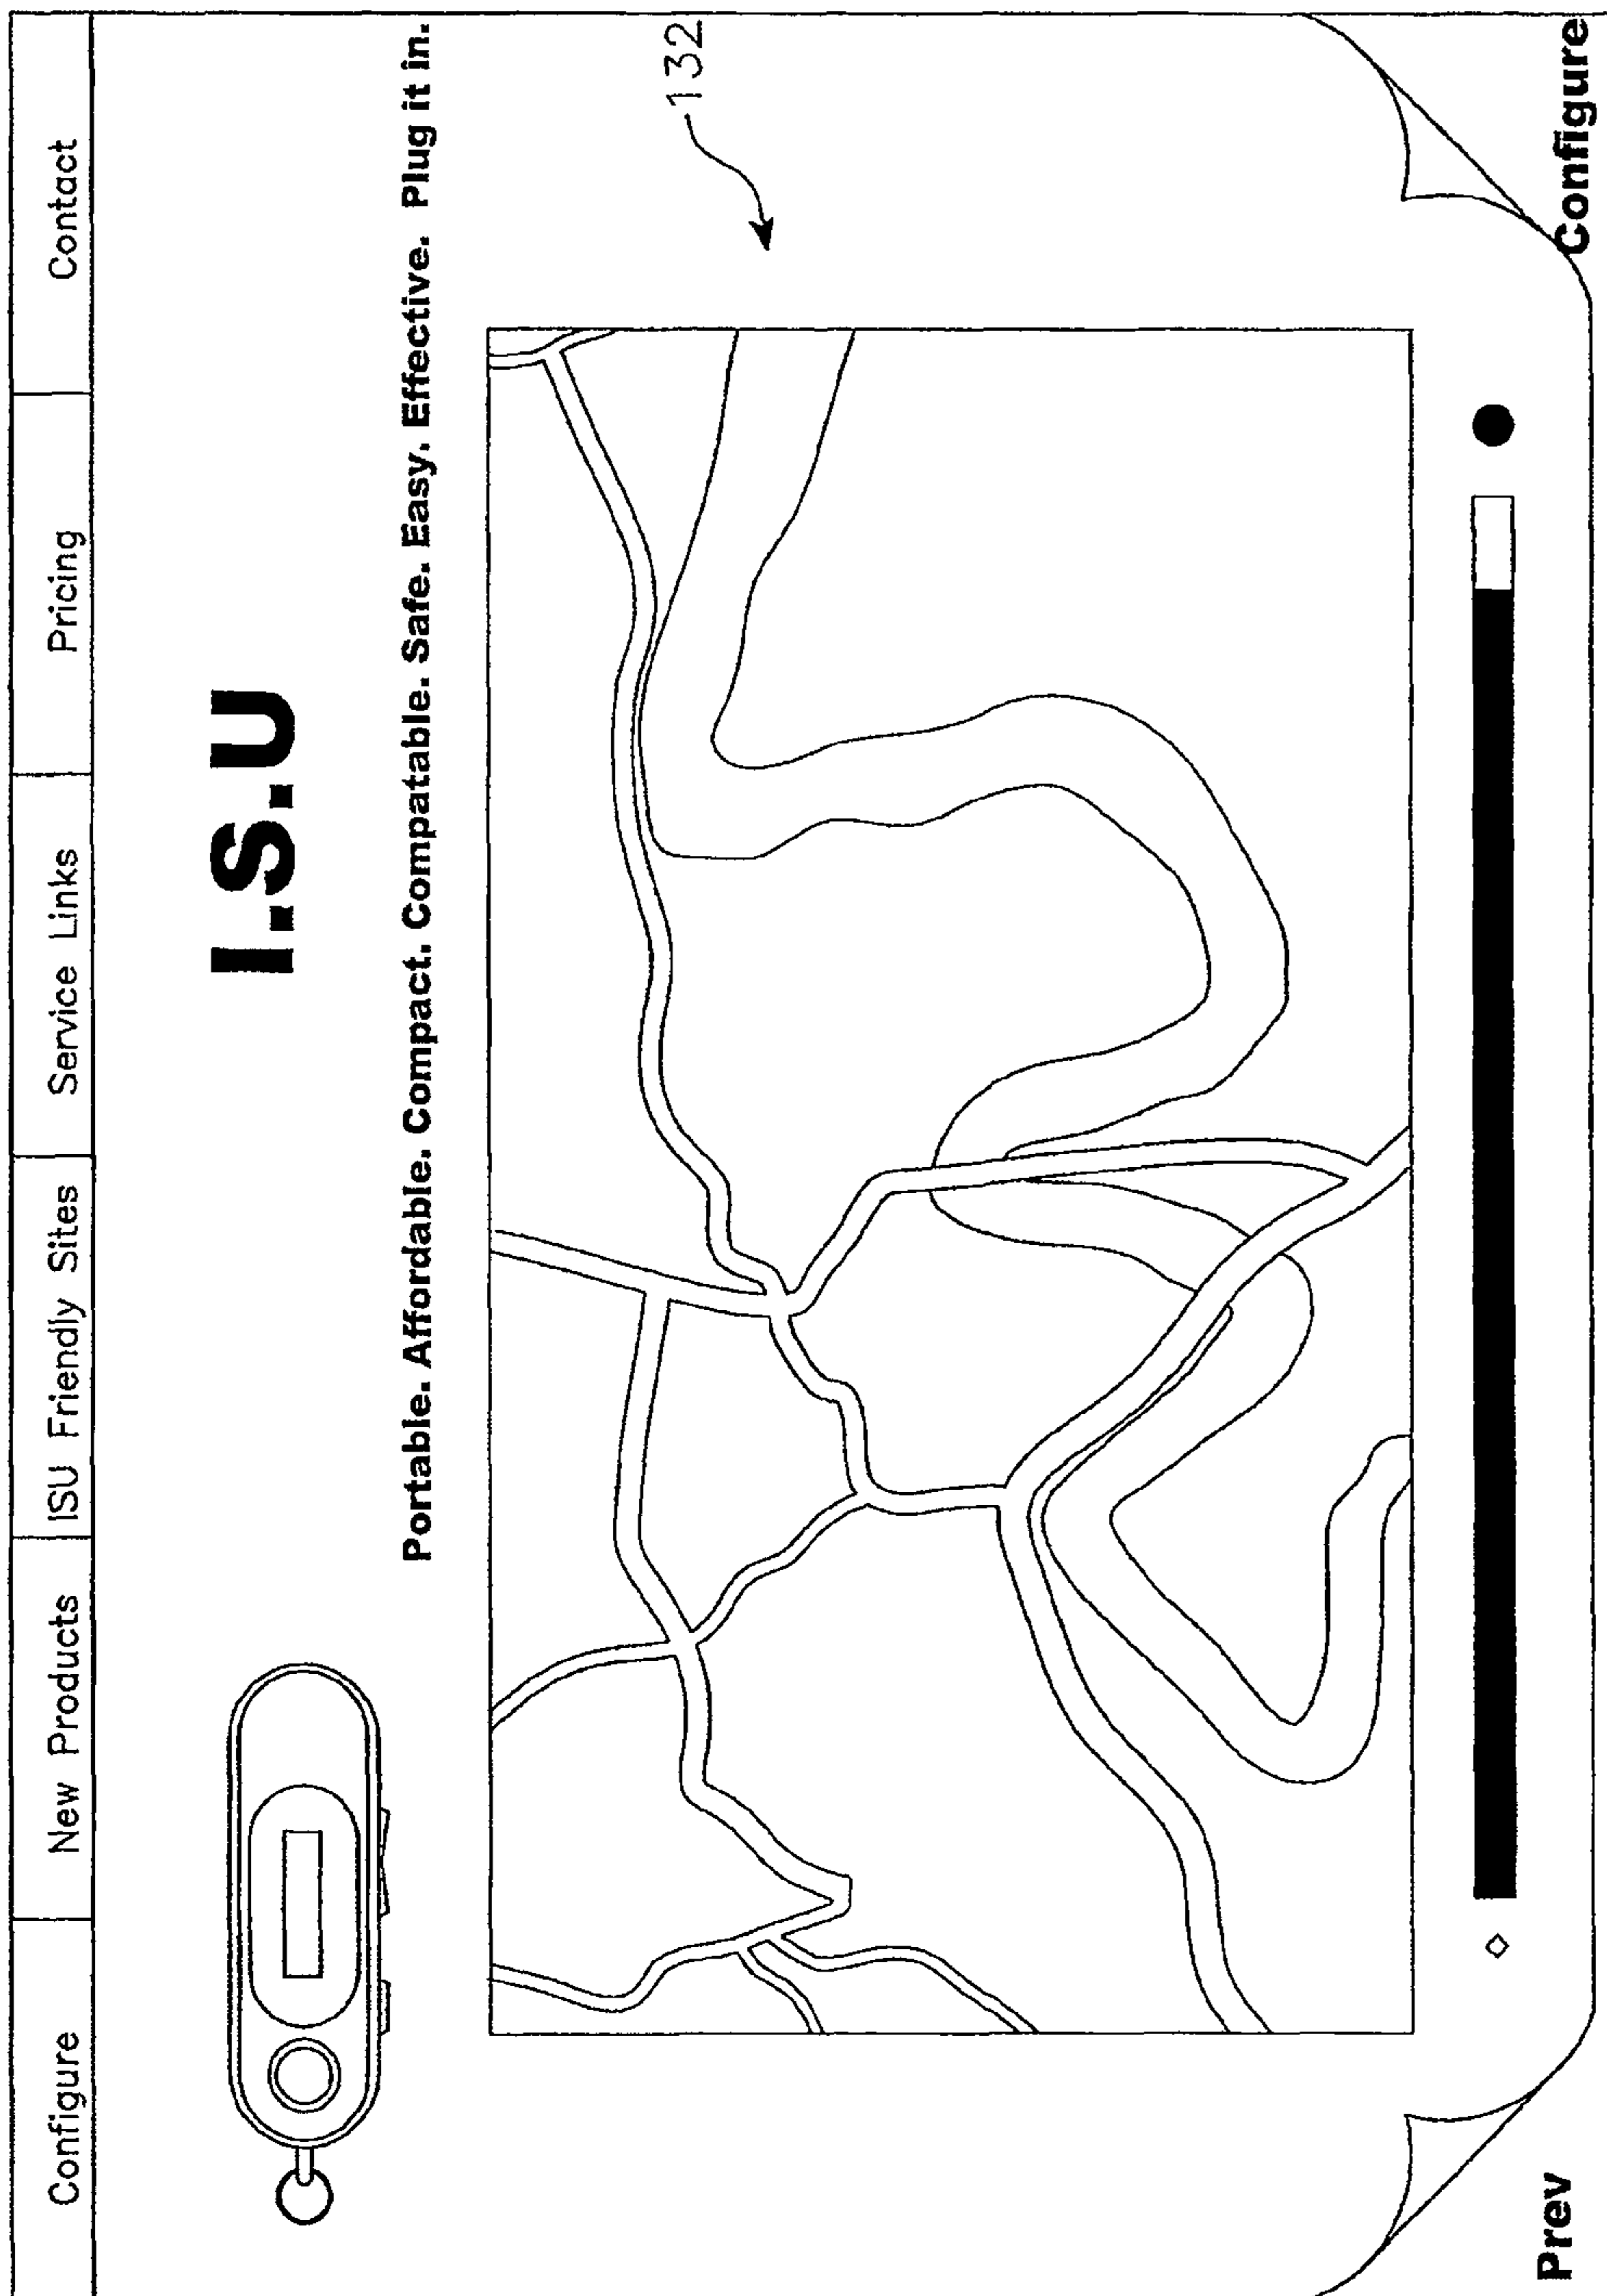 Configure New Products ISU Friendly Sites Service Links Pricing Contact
I.S.U
Portable. Affordable. Compact. Compatable. Safe. Easy. Effective. Plug it in.
132
Prev Configure